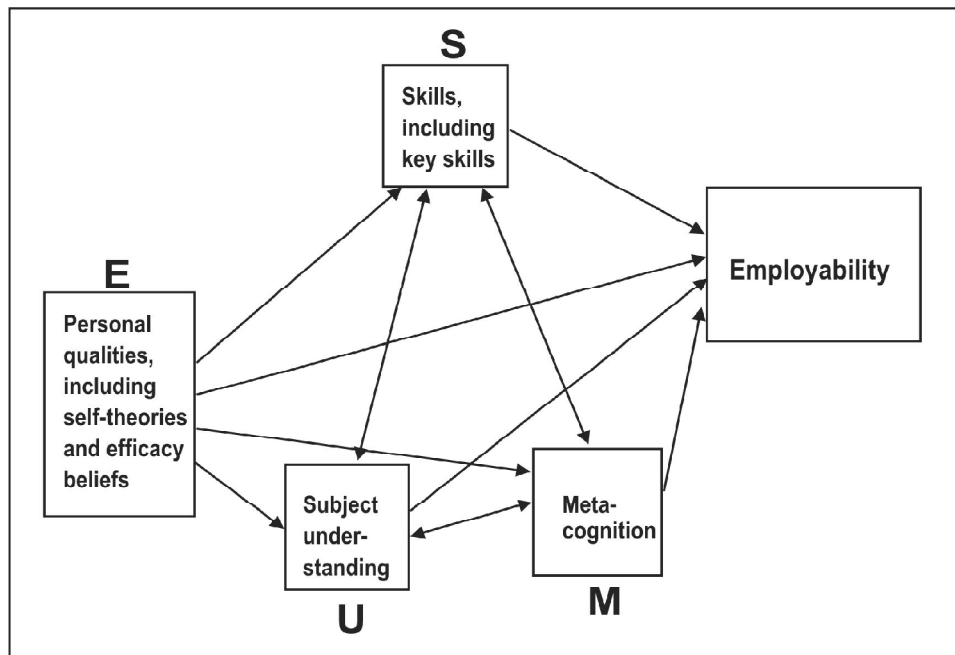 S
Skills,
including
key skills
Employability
E
Personal
qualities,
including
self-theories
and efficacy
beliefs
Subject
under-
standing
U
Meta-
cognition
M